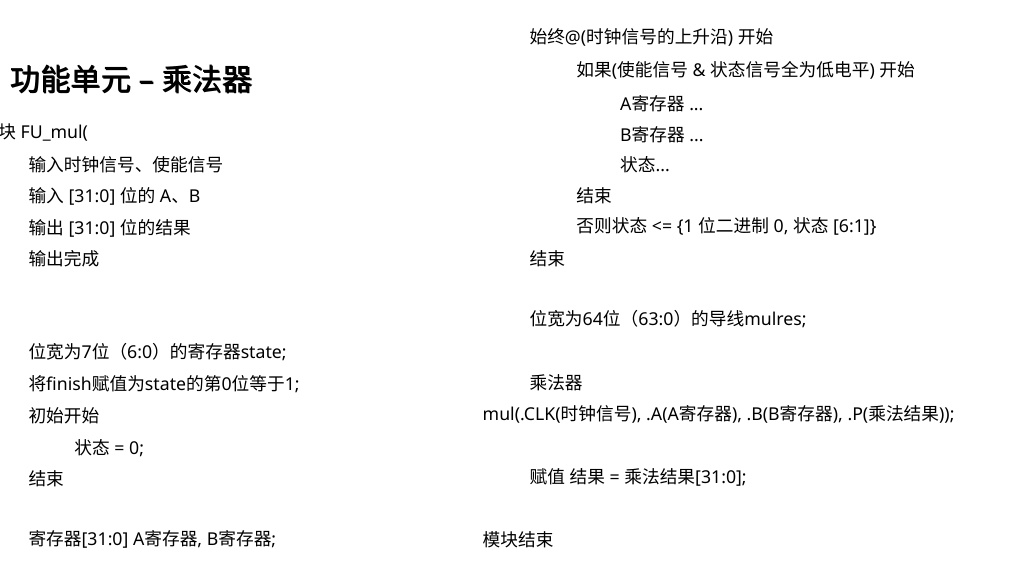 功能单元 – 乘法器
块 FU_mul(
输入时钟信号、使能信号
输入 [31:0] 位的 A、B
输出 [31:0] 位的结果
输出完成
位宽为7位（6:0）的寄存器state;
将finish赋值为state的第0位等于1;
初始开始
状态 = 0;
结束
寄存器[31:0] A寄存器, B寄存器;
始终@(时钟信号的上升沿) 开始
如果(使能信号 & 状态信号全为低电平) 开始
A寄存器 ...
B寄存器 ...
状态...
结束
否则状态 <= {1 位二进制 0, 状态 [6:1]}
结束
位宽为64位（63:0）的导线mulres;
乘法器
mul(.CLK(时钟信号), .A(A寄存器), .B(B寄存器), .P(乘法结果));
赋值 结果 = 乘法结果[31:0];
模块结束